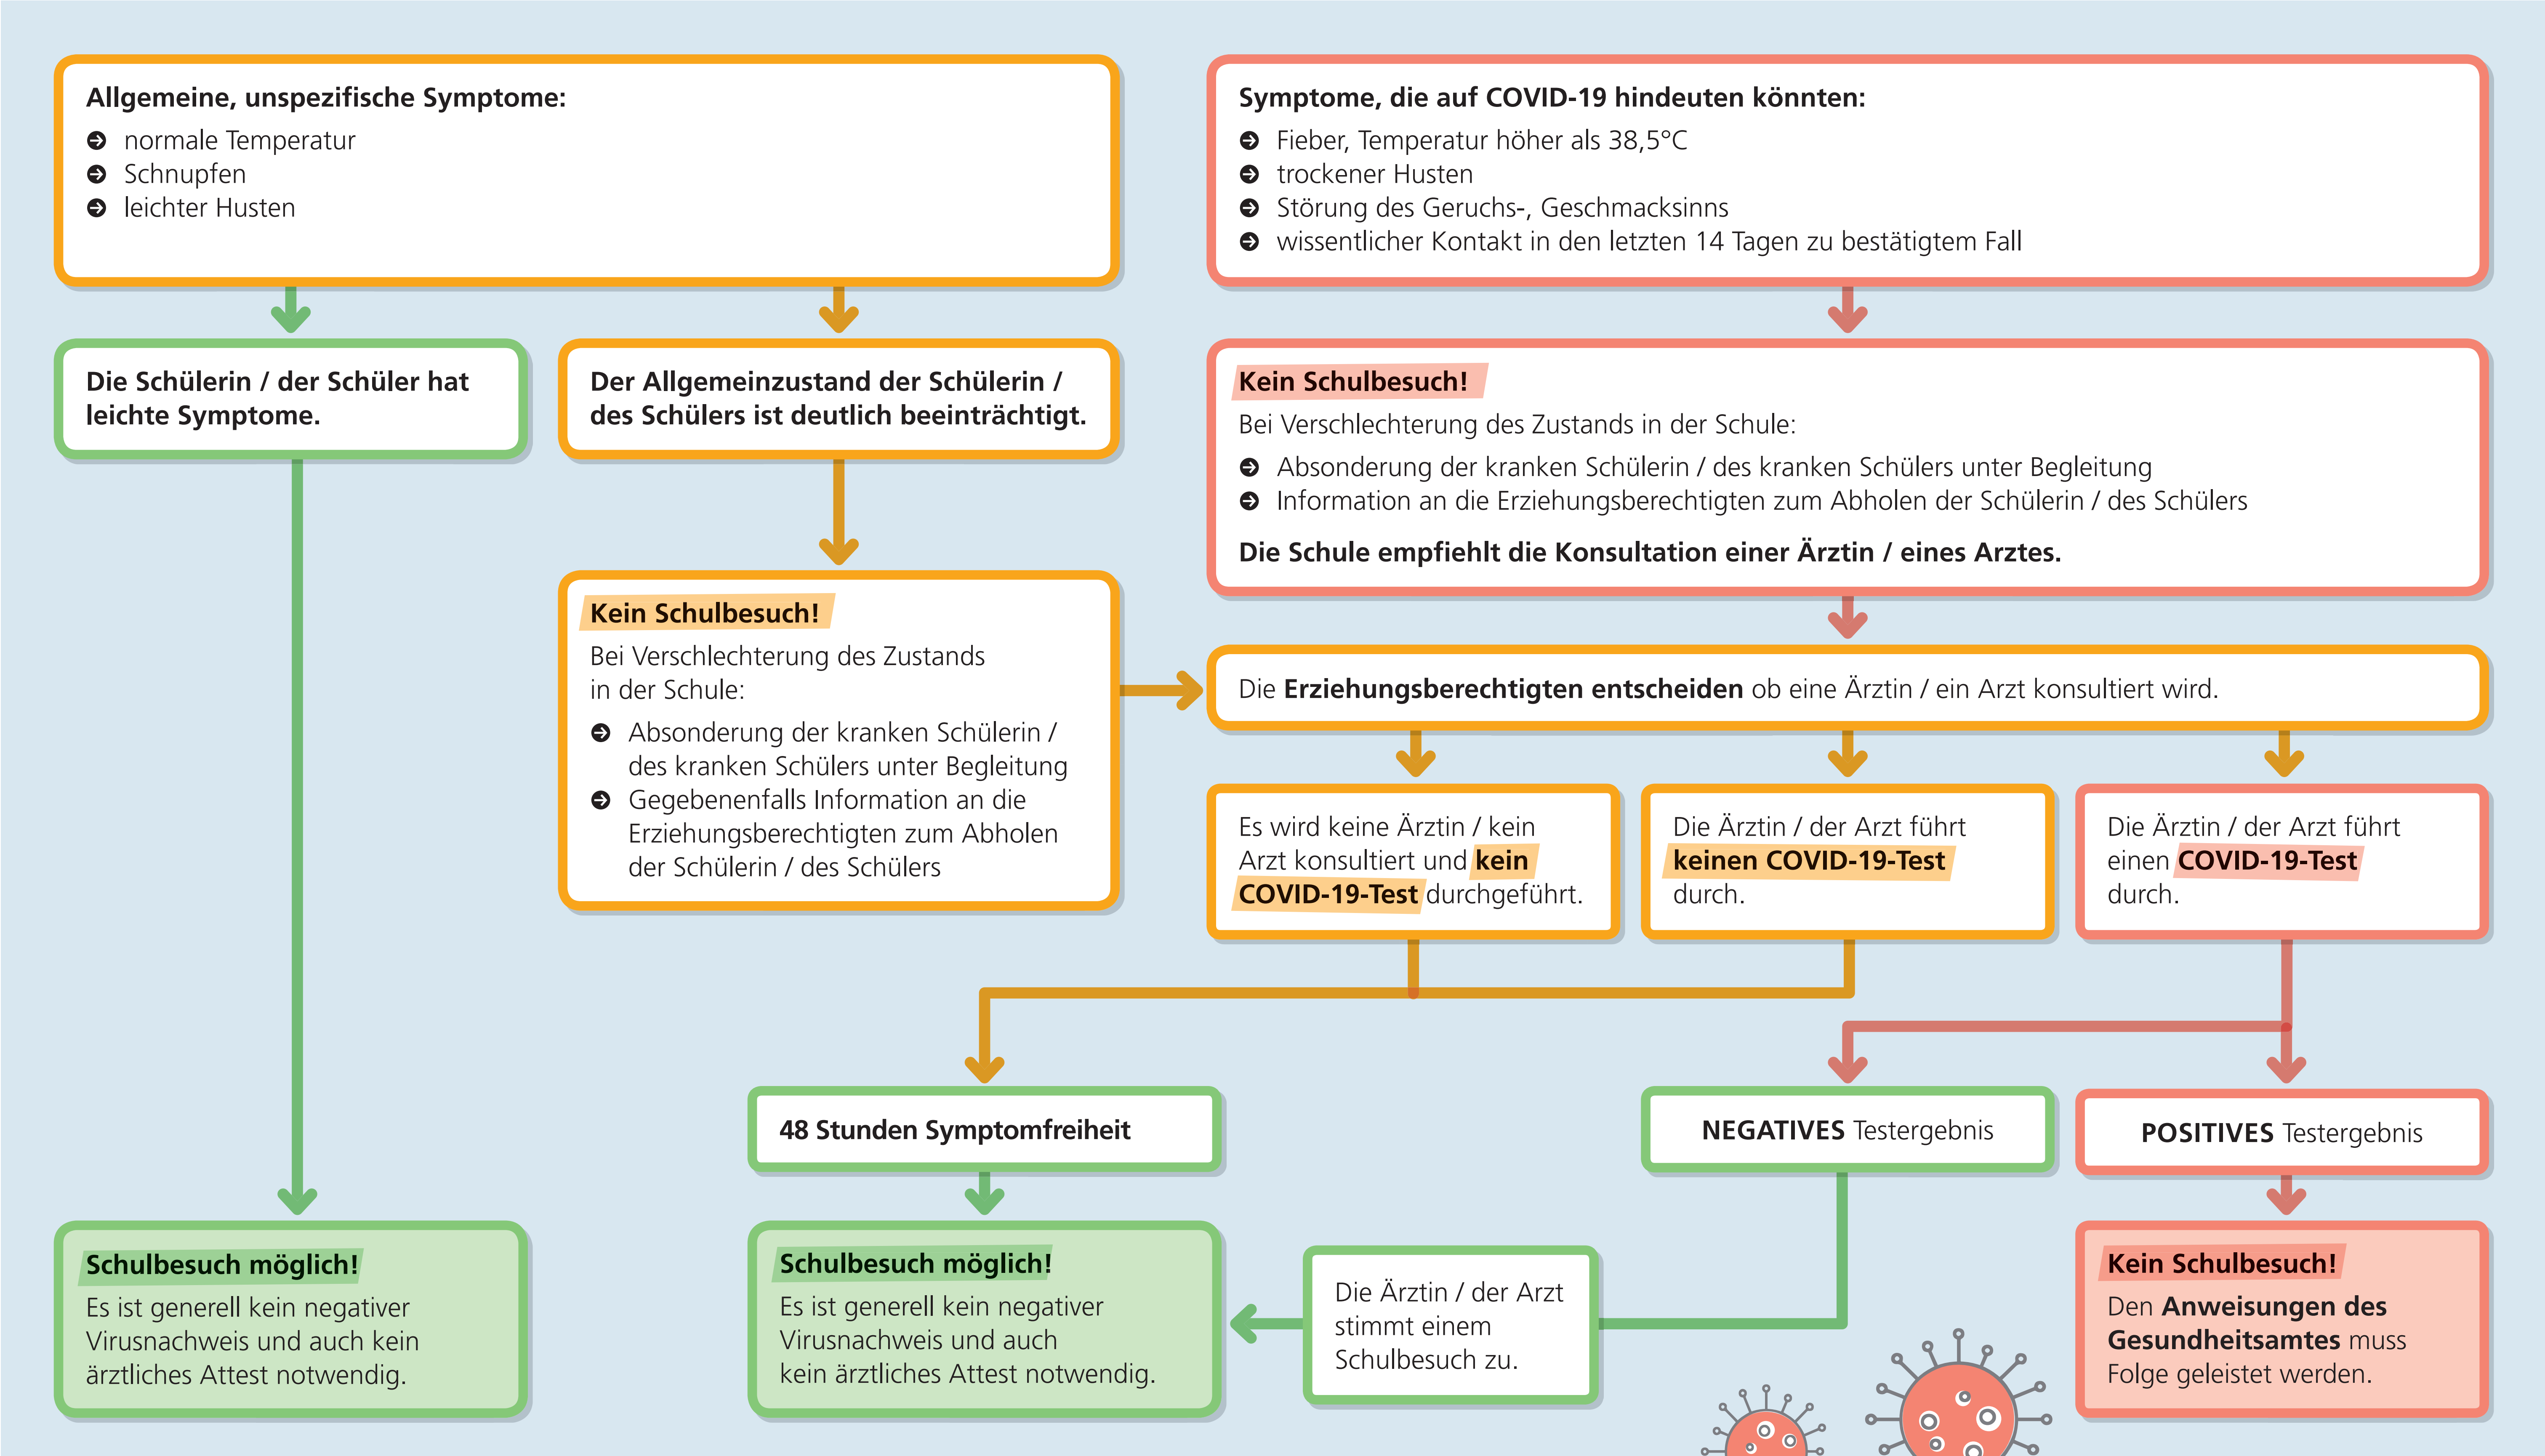 Allgemeine, unspezifische Symptome:
normale Temperatur
Schnupfen
leichter Husten
Symptome, die auf COVID-19 hindeuten könnten:
Fieber, Temperatur höher als 38,5°C
trockener Husten
Störung des Geruchs-, Geschmacksinns
wissentlicher Kontakt in den letzten 14 Tagen zu bestätigtem Fall
Die Schülerin / der Schüler hat
leichte Symptome.
Der Allgemeinzustand der Schülerin /
des Schülers ist deutlich beeinträchtigt.
Kein Schulbesuch!
Bei Verschlechterung des Zustands in der Schule:
Absonderung der kranken Schülerin / des kranken Schülers unter Begleitung
Information an die Erziehungsberechtigten zum Abholen der Schülerin / des Schülers
Die Schule empfiehlt die Konsultation einer Ärztin / eines Arztes.
Kein Schulbesuch!
Bei Verschlechterung des Zustands
in der Schule:
Absonderung der kranken Schülerin /
des kranken Schülers unter Begleitung
Gegebenenfalls Information an die
Erziehungsberechtigten zum Abholen
der Schülerin / des Schülers
Die Erziehungsberechtigten entscheiden ob eine Ärztin / ein Arzt konsultiert wird.
Es wird keine Ärztin / kein
Arzt konsultiert und kein
COVID-19-Test durchgeführt.
Die Ärztin / der Arzt führt
keinen COVID-19-Test
durch.
Die Ärztin / der Arzt führt
einen COVID-19-Test
durch.
48 Stunden Symptomfreiheit
NEGATIVES Testergebnis
POSITIVES Testergebnis
Schulbesuch möglich!
Es ist generell kein negativer
Virusnachweis und auch kein
ärztliches Attest notwendig.
Schulbesuch möglich!
Es ist generell kein negativer
Virusnachweis und auch
kein ärztliches Attest notwendig.
Die Ärztin / der Arzt
stimmt einem
Schulbesuch zu.
Kein Schulbesuch!
Den Anweisungen des
Gesundheitsamtes muss
Folge geleistet werden.